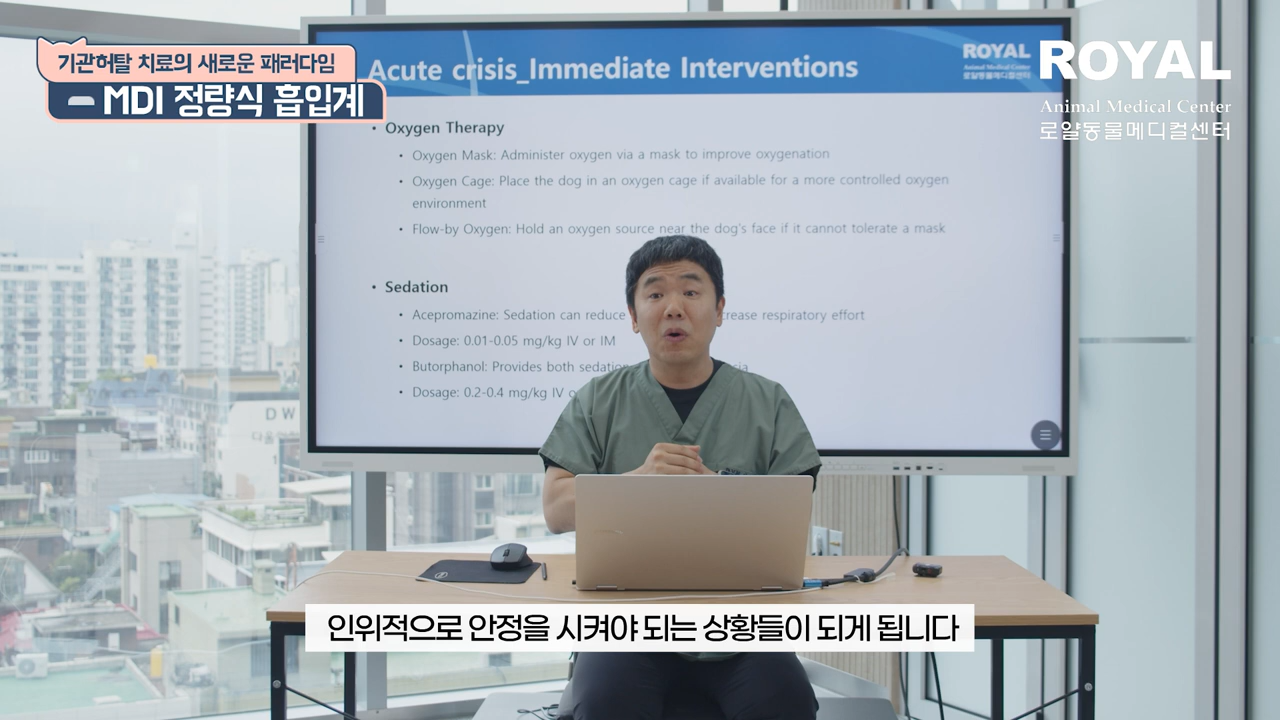 기관허탈 치료의 새로운 패러다임
MDI 정량식 흡입계
Acute crisis_Immediate Interventions
ROYAL
Animal Medical Center
로얄동물메디컬센터
ROYAL
Animal Medical Center
로얄동물메디컬센터
• Oxygen Therapy
• Oxygen Mask: Administer oxygen via a mask to improve oxygenation
• Oxygen Cage: Place the dog in an oxygen cage if available for a more controlled oxygen
environment
• Flow-by Oxygen: Hold an oxygen source near the dog's face if it cannot tolerate a mask
• Sedation
• Acepromazine: Sedation can reduce crease respiratory effort
• Dosage: 0.01-0.05 mg/kg IV or IM
• Butorphanol: Provides both sedatio
• Dosage: 0.2-0.4 mg/kg IV o
DW
인위적으로 안정을 시켜야 되는 상황들이 되게 됩니다